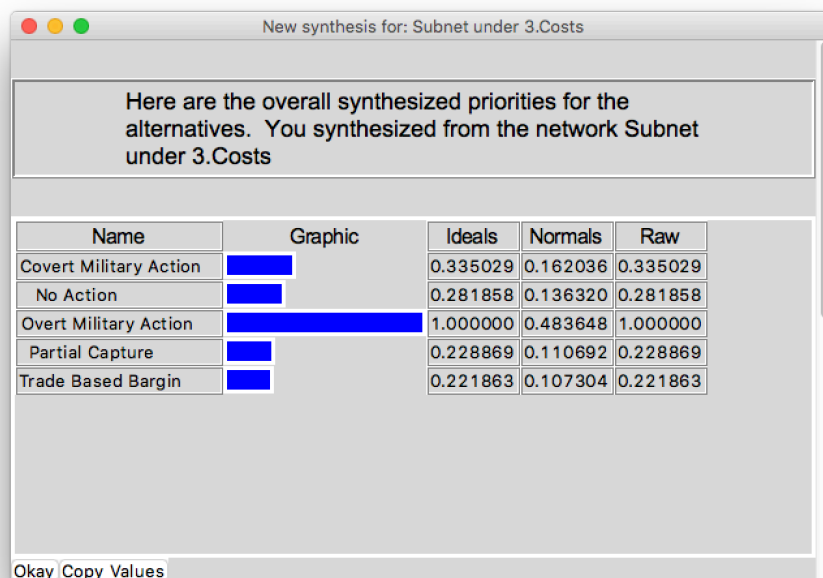 New synthesis for: Subnet under 3.Costs
Here are the overall synthesized priorities for the
alternatives.  You synthesized from the network Subnet
under 3.Costs
Name Graphic Ideals Normals Raw
Covert Military Action 0.335029 0.162036 0.335029
No Action 0.281858 0.136320 0.281858
Overt Military Action 1.000000 0.483648 1.000000
Partial Capture 0.228869 0.110692 0.228869
Trade Based Bargin 0.221863 0.107304 0.221863
Okay Copy Values